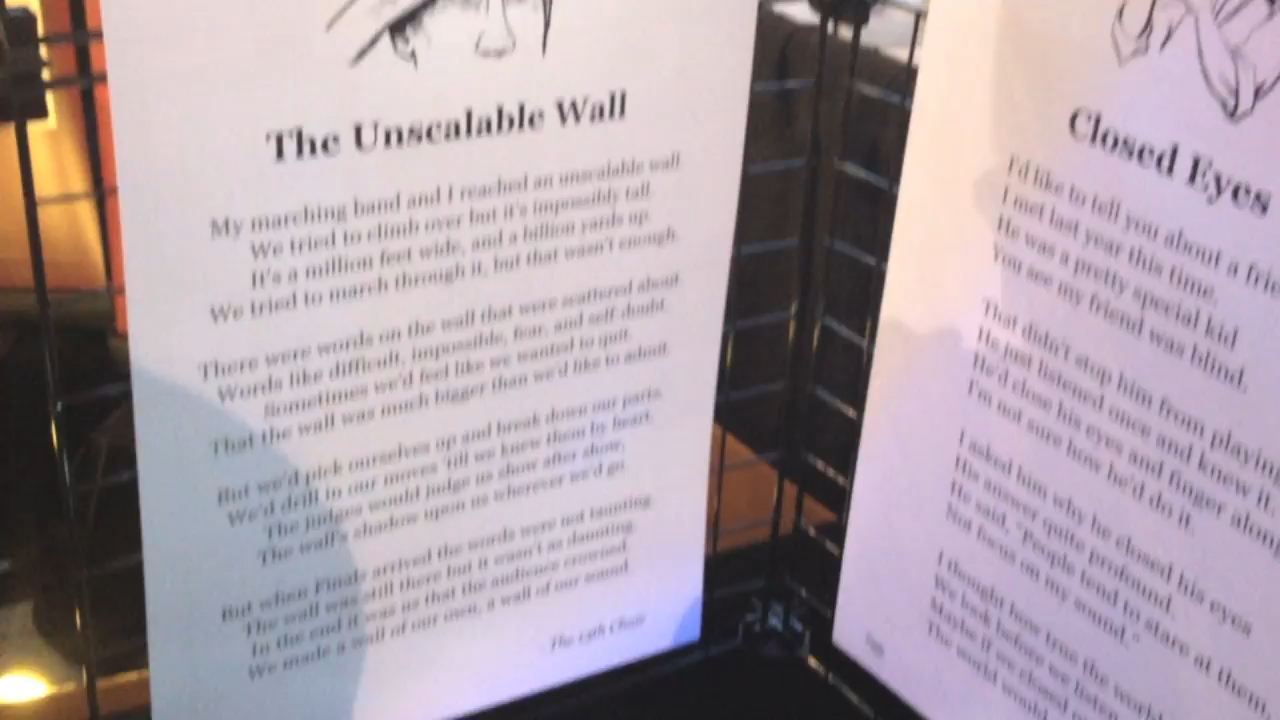 The Unscalable Wall
My marching band and I reached an unscalable wall
We tried to climb over but it's impossibly tall.
It's a million feet wide, and a billion yards up.
We tried to march through it, but that wasn't enough.
There were words on the wall that were scattered about
Words like difficult, impossible, fear, and self doubt.
Sometimes we'd feel like we wanted to quit.
That the wall was much bigger than we'd like to admit.
But we'd pick ourselves up and break down our parts.
We'd drill in our moves 'till we knew them by heart.
The judges would judge us show after show,
The wall's shadow upon us wherever we'd go.
But when Finale arrived the words were not taunting
The wall was still there but it wasn't as daunting.
In the end it was us that the audience crowned
We made a wall of our own, a wall of our sound.
The 13th Chair
Closed Eyes
I'd like to tell you about a
I met last year this time.
He was a pretty special kid
You see my friend was blind.
That didn't stop him from
He just listened once and knew it.
He'd close his eyes and finger
I'm not sure how he'd do it.
I asked him why he closed his eyes
His answer quite profound.
He said, "People tend to stare at them.
Not focus on my sound."
I thought how true the
We look before we listen
Maybe if we closed
The world would